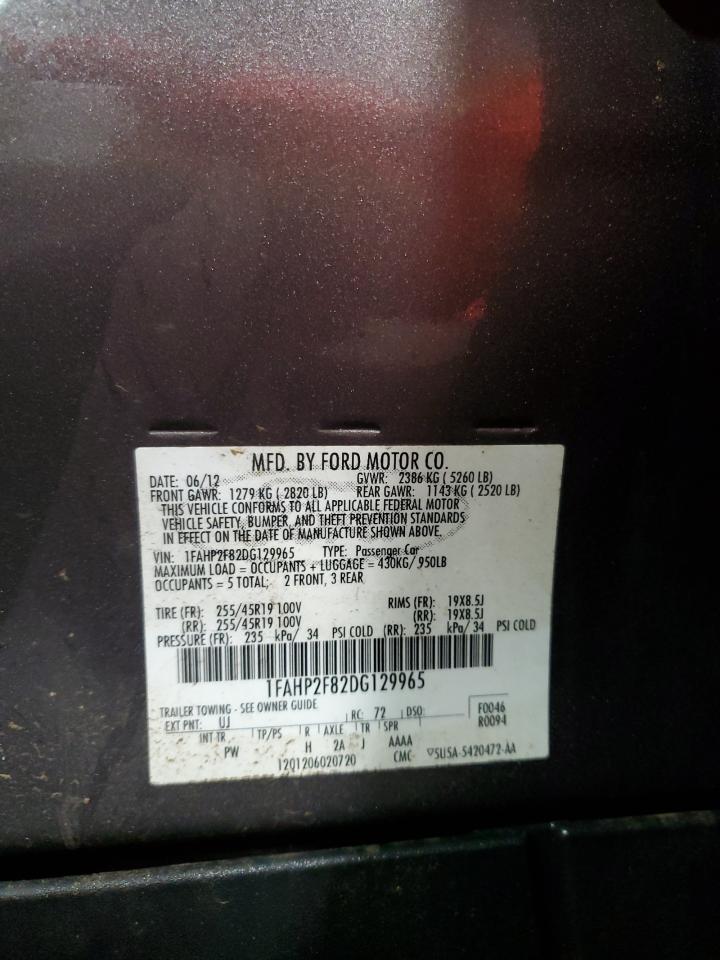 MFD. BY FORD MOTOR CO.
DATE: 06/12 GVWR: 2386 KG ( 5260 LB)
FRONT GAWR: 1279 KG ( 2820 LB) REAR GAWR: 1143 KG ( 2520 LB)
THIS VEHICLE CONFORMS TO ALL APPLICABLE FEDERAL MOTOR
VEHICLE SAFETY, BUMPER, AND THEFT PREVENTION STANDARDS
IN EFFECT ON THE DATE OF MANUFACTURE SHOWN ABOVE.
VIN: 1FAHP2F82DG129965 TYPE: Passenger Car
MAXIMUM LOAD = OCCUPANTS + LUGGAGE = 430KG/ 950LB
OCCUPANTS = 5 TOTAL; 2 FRONT, 3 REAR
TIRE (FR): 255/45R19 100V RIMS (FR): 19X8.5J
(RR): 255/45R19 100V (RR): 19X8.5J
PRESSURE (FR): 235 kPa/ 34 PSI COLD (RR): 235 kPa/ 34 PSI COLD
1FAHP2F82DG129965
TRAILER TOWING - SEE OWNER GUIDE F0046
EXT PNT: UJ RC: 72 DSO: R0094
INT TR TP/PS R AXLE TR SPR
PW H 2A J AAAA
1201206020720 CMC ▽5U5A-5420472-AA